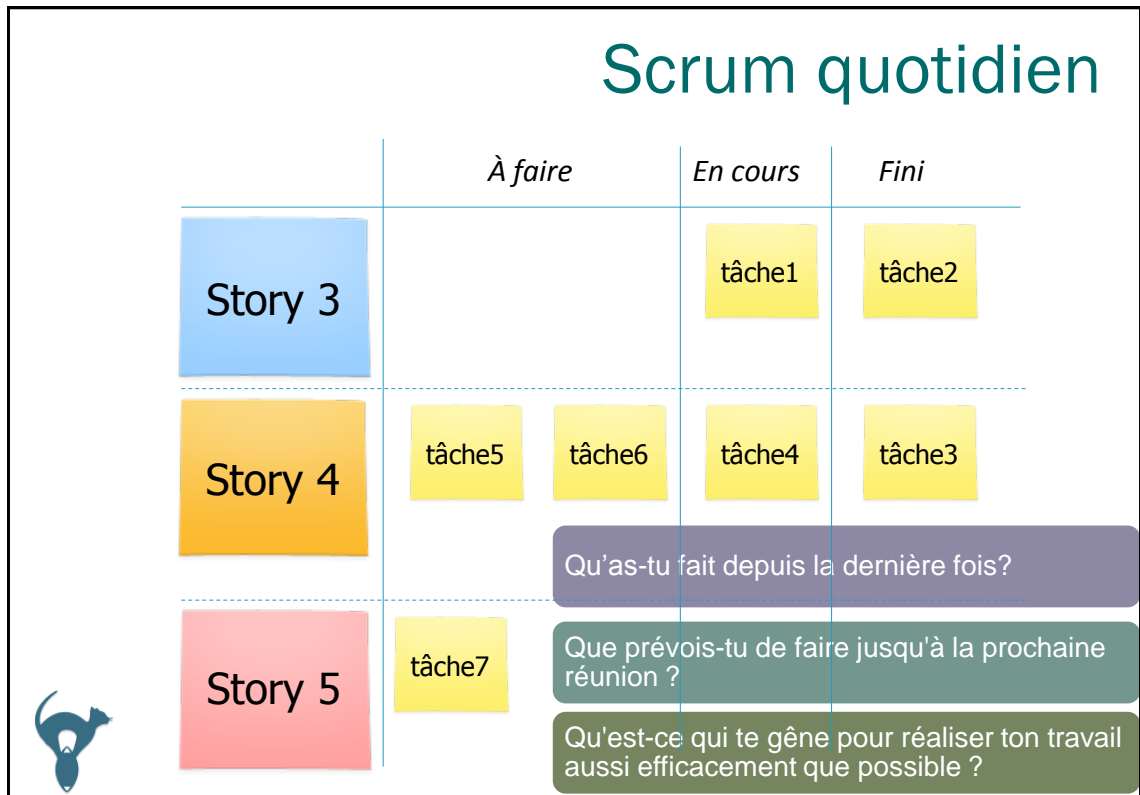 Scrum quotidien
À faire
En cours
Fini
Story 3
tâche1
tâche2
Story 4
tâche5
tâche6
tâche4
tâche3
Qu’as-tu fait depuis la dernière fois?
Story 5
tâche7
Que prévois-tu de faire jusqu'à la prochaine
réunion ?
Qu'est-ce qui te gêne pour réaliser ton travail
aussi efficacement que possible ?